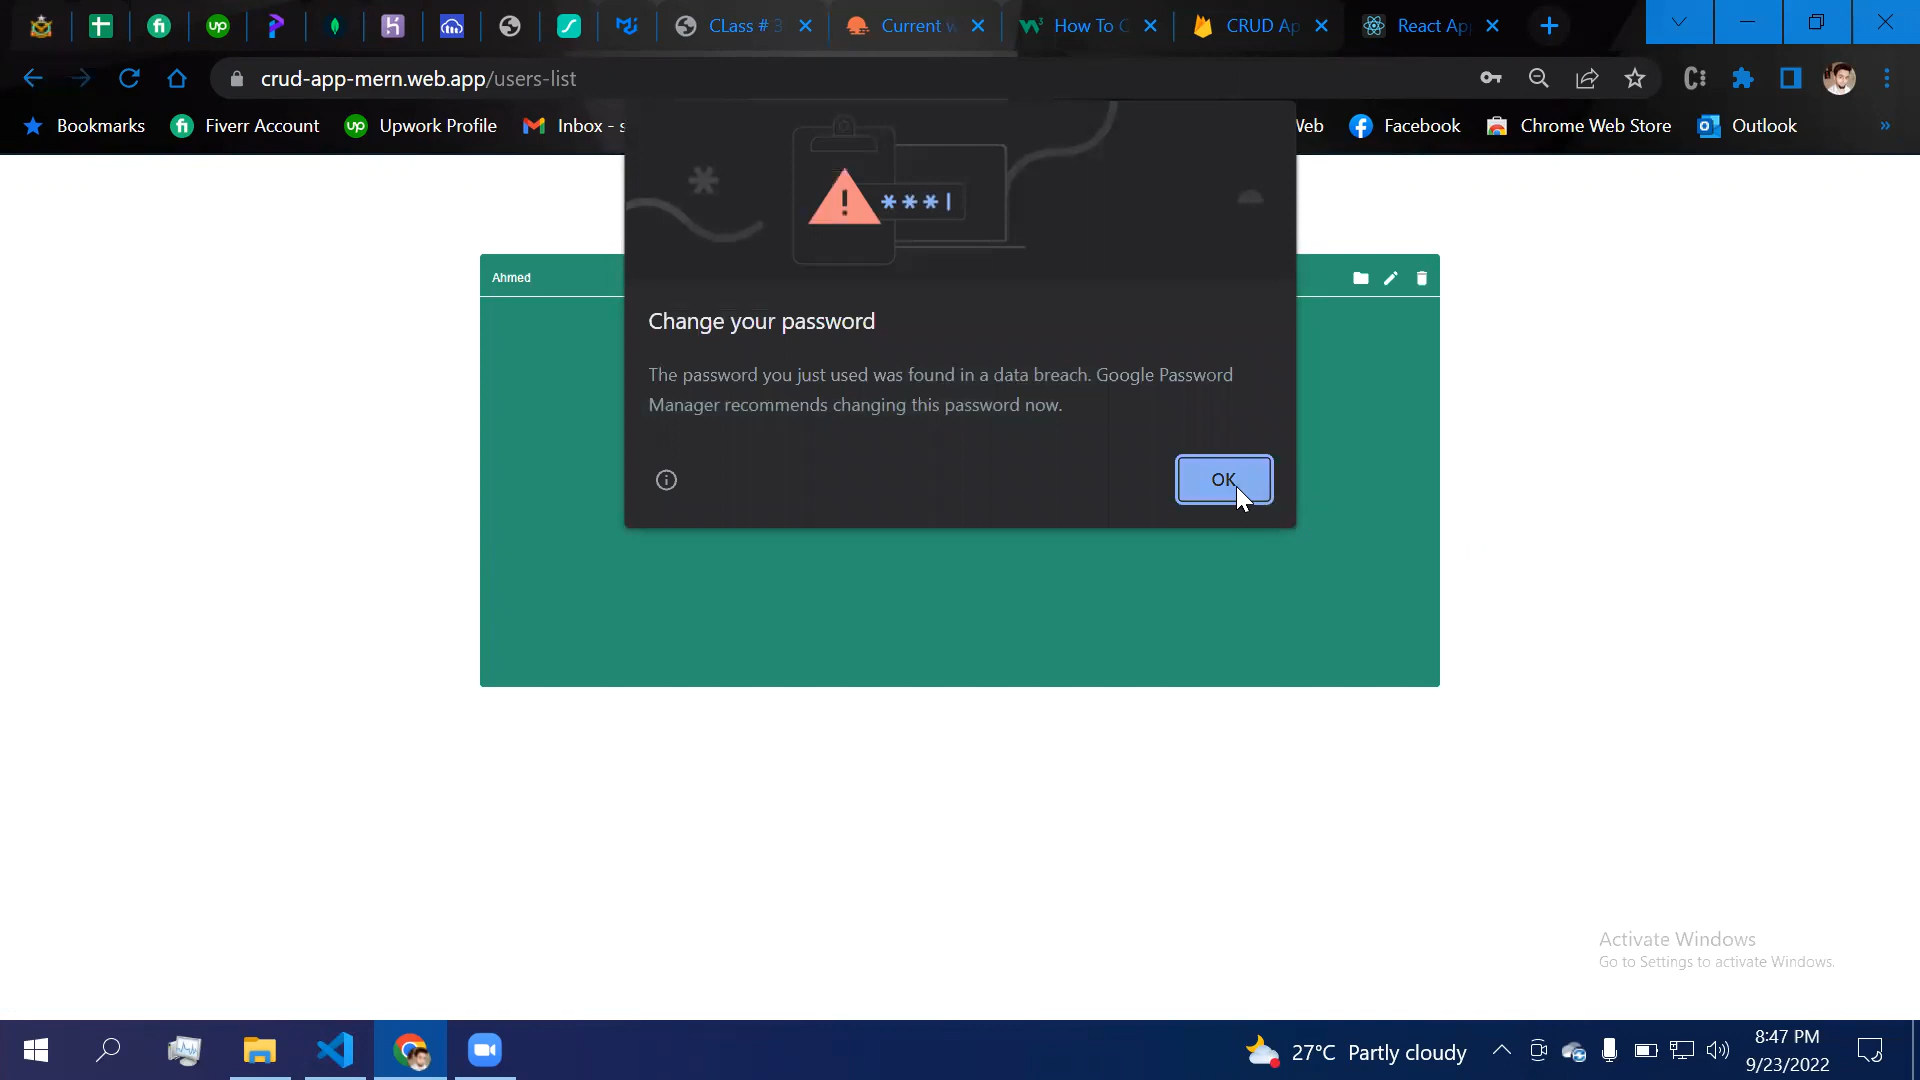 CLass # 3
Current w
How To C
CRUD Ap
React Ap
crud-app-mern.web.app/users-list
Bookmarks
Fiverr Account
Upwork Profile
Inbox - s
Web
Facebook
Chrome Web Store
Outlook
»
***|
Ahmed
Change your password
The password you just used was found in a data breach. Google Password
Manager recommends changing this password now.
OK
Activate Windows
Go to Settings to activate Windows.
27°C Partly cloudy
8:47 PM
9/23/2022